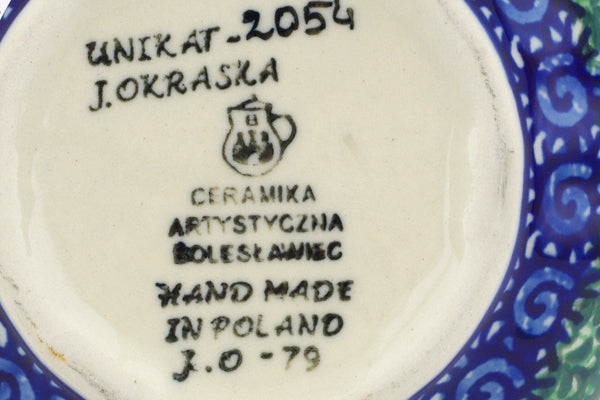 UNIKAT-2054
J.OKRASKA
CERAMIKA
ARTYSTYCZNA
BOLESŁAWIEC
HAND MADE
IN POLAND
J.O-79